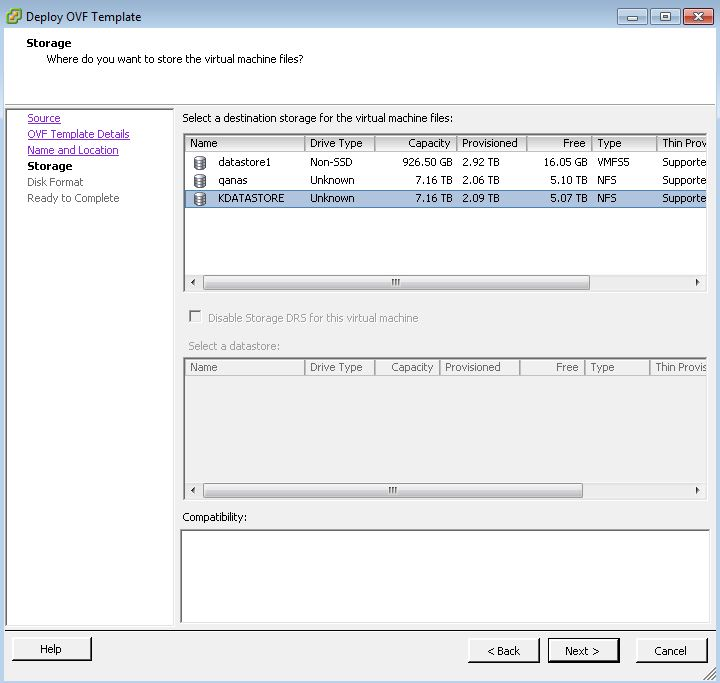 Deploy OVF Template
Storage
Where do you want to store the virtual machine files?
Source
OVF Template Details
Name and Location
Storage
Disk Format
Ready to Complete
Select a destination storage for the virtual machine files:
Name Drive Type Capacity Provisioned Free Type Thin Prov
datastore1 Non-SSD 926.50 GB 2.92 TB 16.05 GB VMFS5 Supporte
qanas Unknown 7.16 TB 2.06 TB 5.10 TB NFS Supporte
KDATASTORE Unknown 7.16 TB 2.09 TB 5.07 TB NFS Supporte
Disable Storage DRS for this virtual machine
Select a datastore:
Name Drive Type Capacity Provisioned Free Type Thin Provis
Compatibility:
Help < Back Next > Cancel